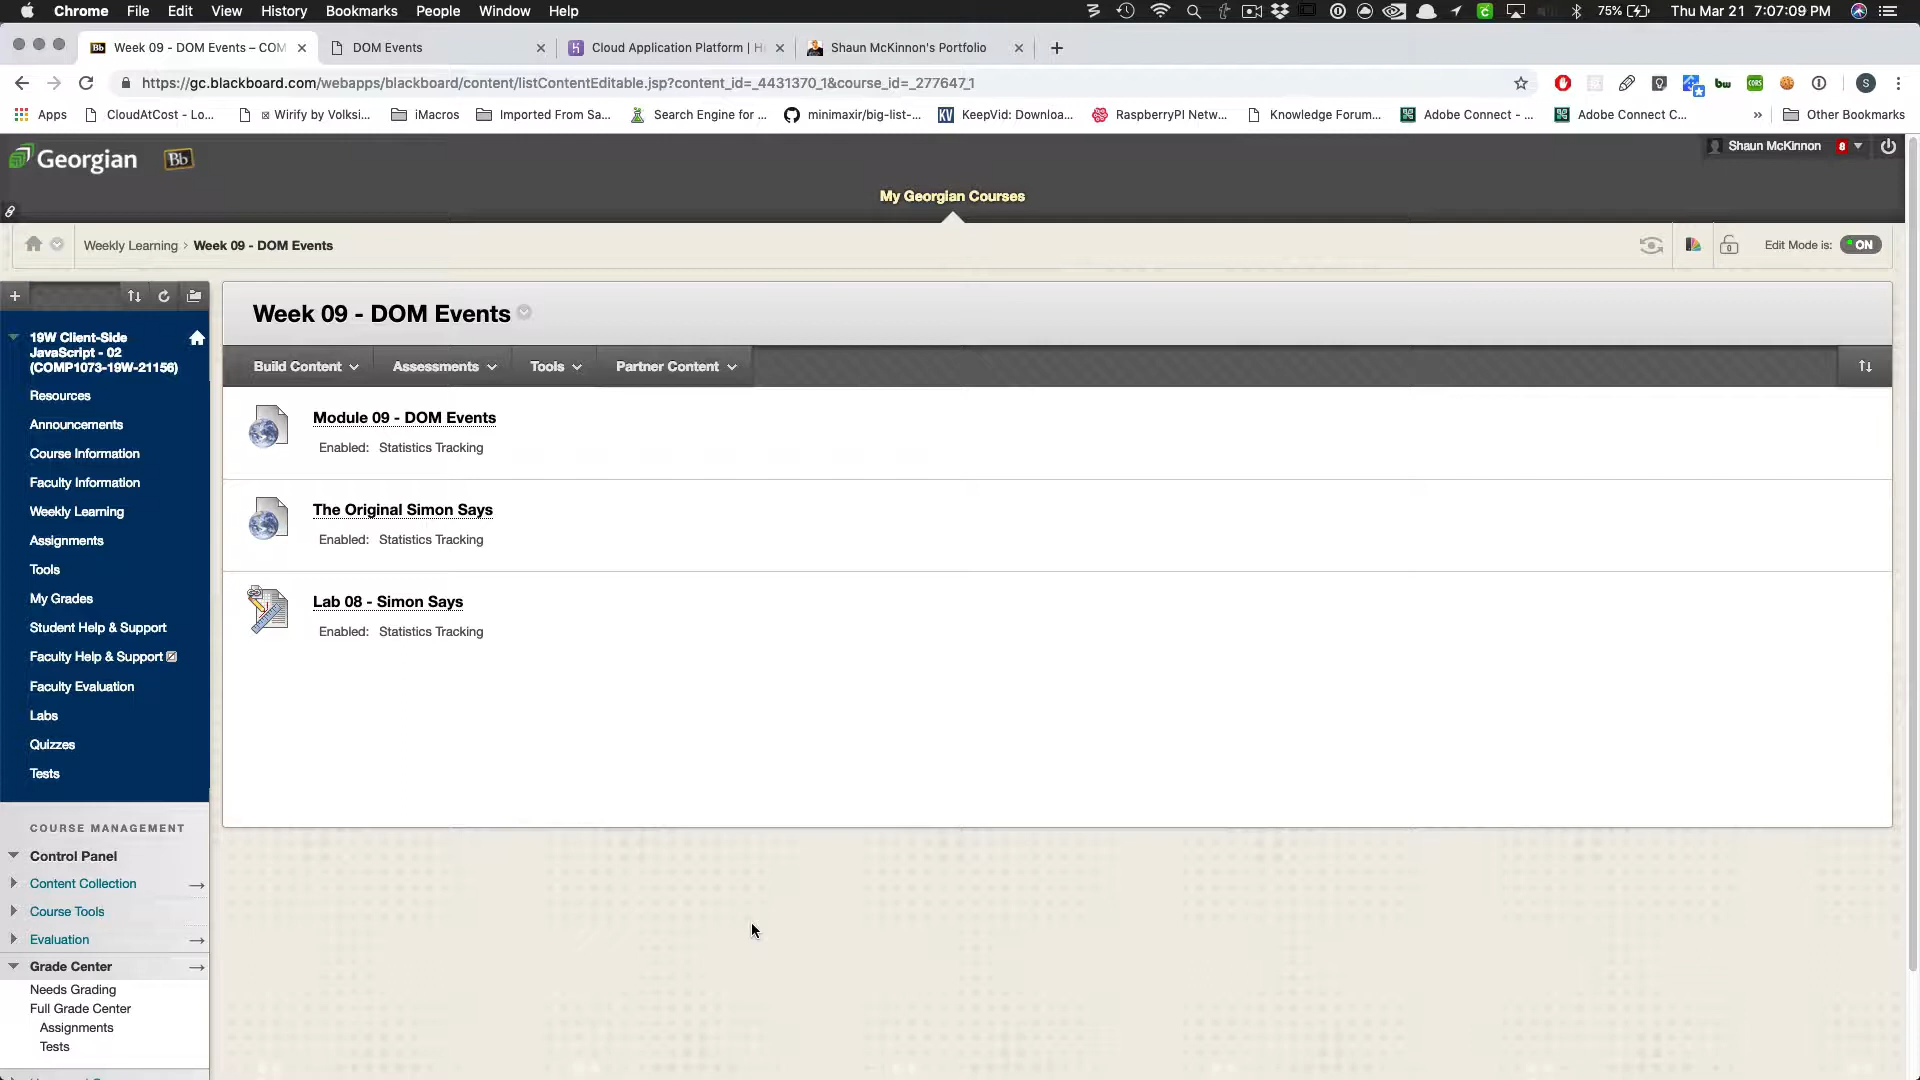 Chrome File Edit View History Bookmarks People Window Help 75% Thu Mar 21 7:07:09 PM
Bb Week 09 - DOM Events – COM DOM Events Cloud Application Platform | H Shaun McKinnon's Portfolio
https://gc.blackboard.com/webapps/blackboard/content/listContentEditable.jsp?content_id=_4431370_1&course_id=_277647_1
Apps CloudAtCost - Lo... Wirify by Volksi... iMacros Imported From Sa... Search Engine for ... minimaxir/big-list-... KeepVid: Downloa... RaspberryPI Netw... Knowledge Forum... Adobe Connect - ... Adobe Connect C... » Other Bookmarks
Georgian Bb
Shaun McKinnon 8
My Georgian Courses
Weekly Learning › Week 09 - DOM Events
Edit Mode is: ON
Week 09 - DOM Events
Build Content Assessments Tools Partner Content
Module 09 - DOM Events
Enabled: Statistics Tracking
The Original Simon Says
Enabled: Statistics Tracking
Lab 08 - Simon Says
Enabled: Statistics Tracking
19W Client-Side
JavaScript - 02
(COMP1073-19W-21156)
Resources
Announcements
Course Information
Faculty Information
Weekly Learning
Assignments
Tools
My Grades
Student Help & Support
Faculty Help & Support
Faculty Evaluation
Labs
Quizzes
Tests
COURSE MANAGEMENT
Control Panel
Content Collection
Course Tools
Evaluation
Grade Center
Needs Grading
Full Grade Center
Assignments
Tests